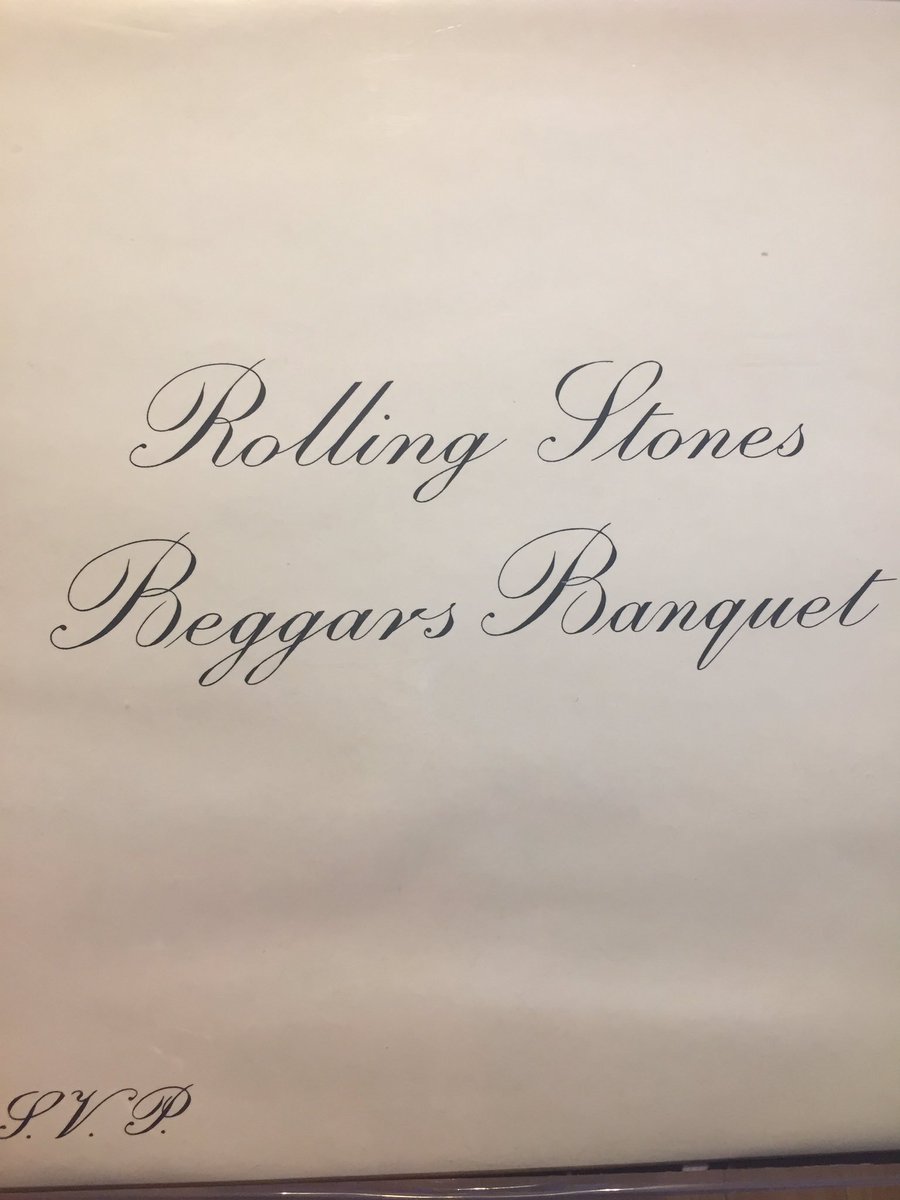 Rolling Stones
Beggars Banquet
S. V. P.